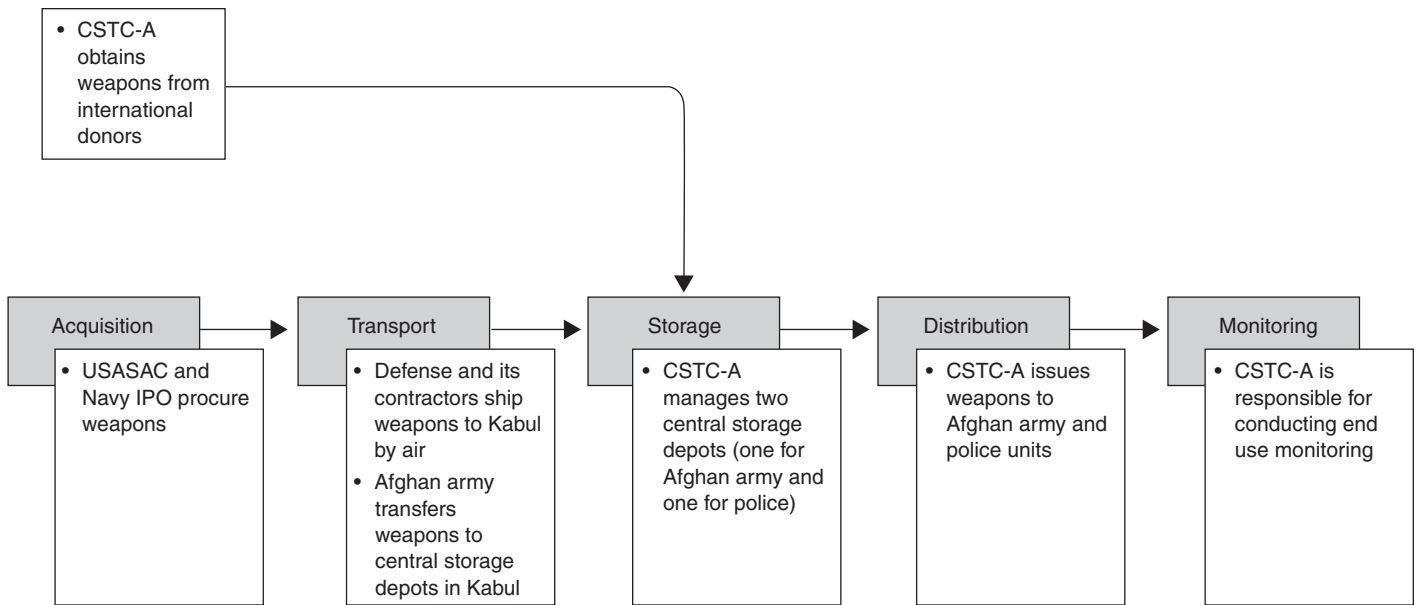 • CSTC-A
obtains
weapons from
international
donors
Acquisition
• USASAC and
Navy IPO procure
weapons
Transport
• Defense and its
contractors ship
weapons to Kabul
by air
• Afghan army
transfers
weapons to
central storage
depots in Kabul
Storage
• CSTC-A
manages two
central storage
depots (one for
Afghan army and
one for police)
Distribution
• CSTC-A issues
weapons to
Afghan army and
police units
Monitoring
• CSTC-A is
responsible for
conducting end
use monitoring